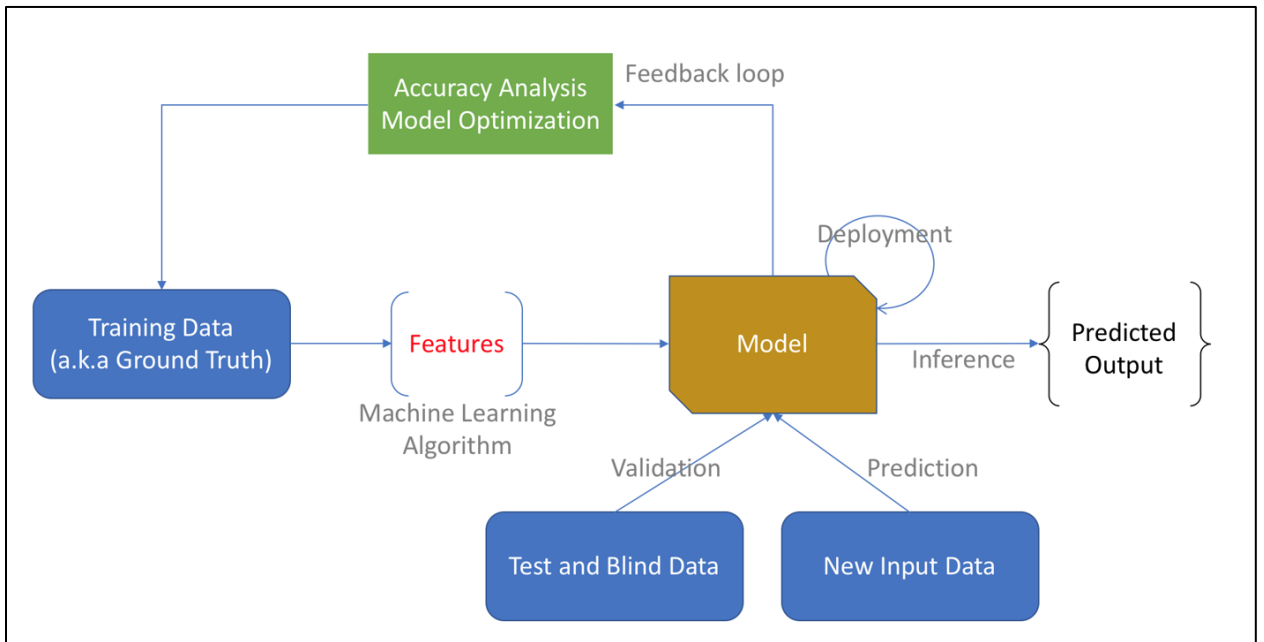 Accuracy Analysis
Model Optimization
Feedback loop
Deployment
Training Data
(a.k.a Ground Truth)
Features
Machine Learning
Algorithm
Model
Inference
Predicted
Output
Validation
Prediction
Test and Blind Data
New Input Data